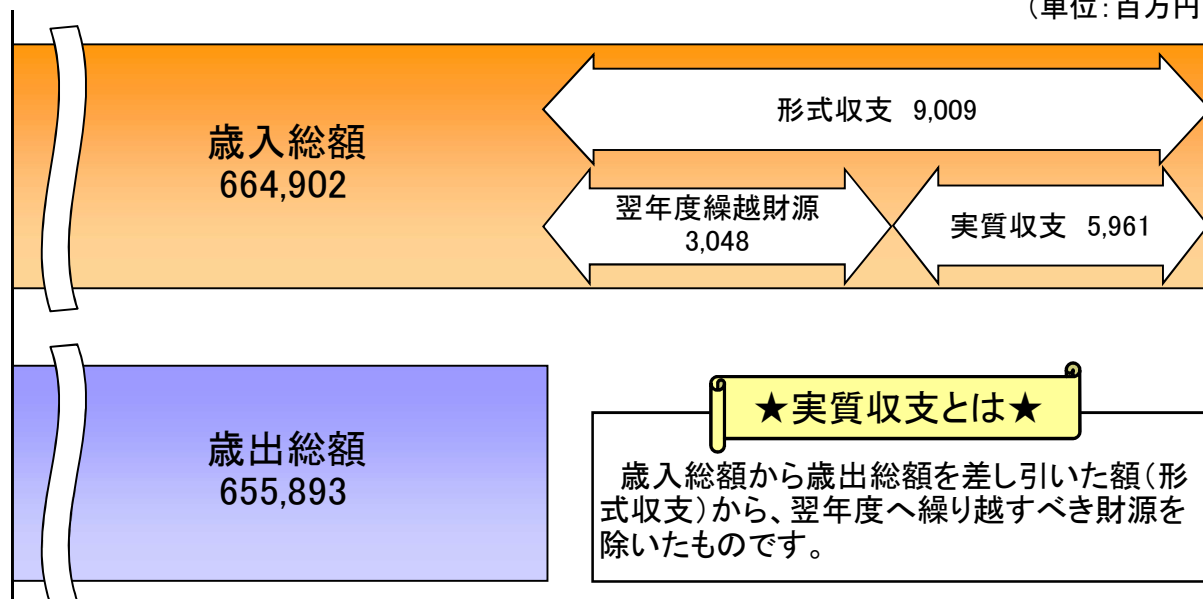 （単位：百万円
歳入総額
664,902
形式収支 9,009
翌年度繰越財源
3,048
実質収支 5,961
歳出総額
655,893
★実質収支とは★
歳入総額から歳出総額を差し引いた額（形
式収支）から、翌年度へ繰り越すべき財源を
除いたものです。